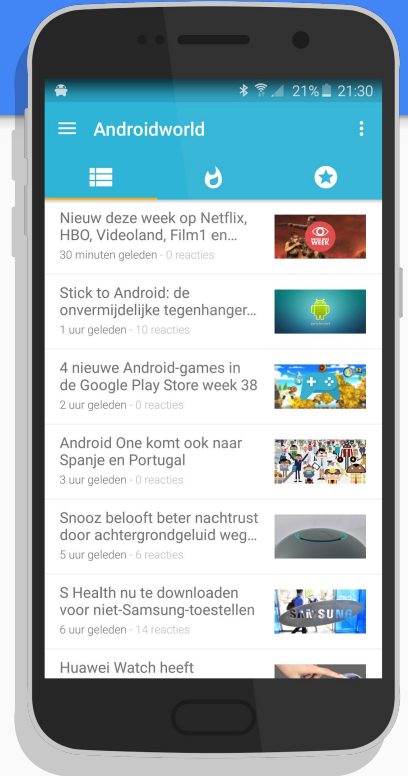 21% 21:30
Androidworld
Nieuw deze week op Netflix,
HBO, Videoland, Film1 en...
30 minuten geleden - 0 reacties
Stick to Android: de
onvermijdelijke tegenhanger...
1 uur geleden - 10 reacties
4 nieuwe Android-games in
de Google Play Store week 38
2 uur geleden - 0 reacties
Android One komt ook naar
Spanje en Portugal
3 uur geleden - 0 reacties
Snooz belooft beter nachtrust
door achtergrondgeluid weg...
5 uur geleden - 6 reacties
S Health nu te downloaden
voor niet-Samsung-toestellen
6 uur geleden - 14 reacties
SAMSUNG
Huawei Watch heeft